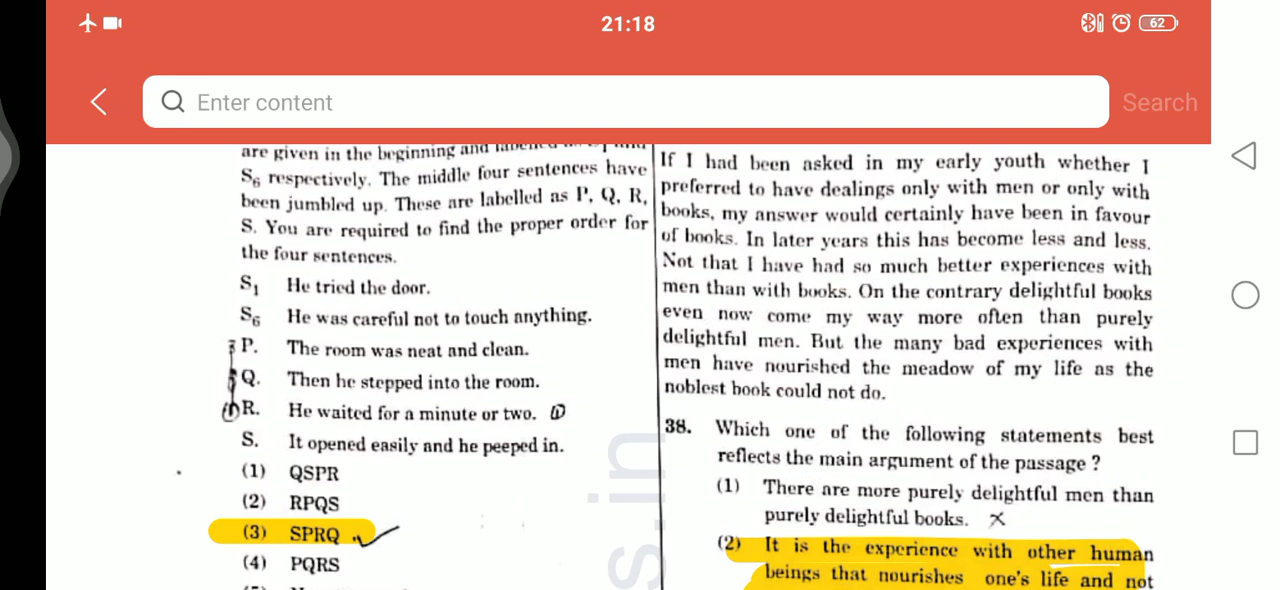 21:18
62
Enter content
Search
are given in the beginning and
S6 respectively. The middle four sentences have
been jumbled up. These are labelled as P, Q, R,
S. You are required to find the proper order for
the four sentences.
S1 He tried the door.
S6 He was careful not to touch anything.
P. The room was neat and clean.
Q. Then he stepped into the room.
R. He waited for a minute or two.
S. It opened easily and he peeped in.
(1) QSPR
(2) RPQS
(3) SPRQ
(4) PQRS
If I had been asked in my early youth whether I
preferred to have dealings only with men or only with
books, my answer would certainly have been in favour
of books. In later years this has become less and less.
Not that I have had so much better experiences with
men than with books. On the contrary delightful books
even now come my way more often than purely
delightful men. But the many bad experiences with
men have nourished the meadow of my life as the
noblest book could not do.
38. Which one of the following statements best
reflects the main argument of the passage ?
(1) There are more purely delightful men than
purely delightful books.
(2) It is the experience with other human
beings that nourishes one's life and not
s.in